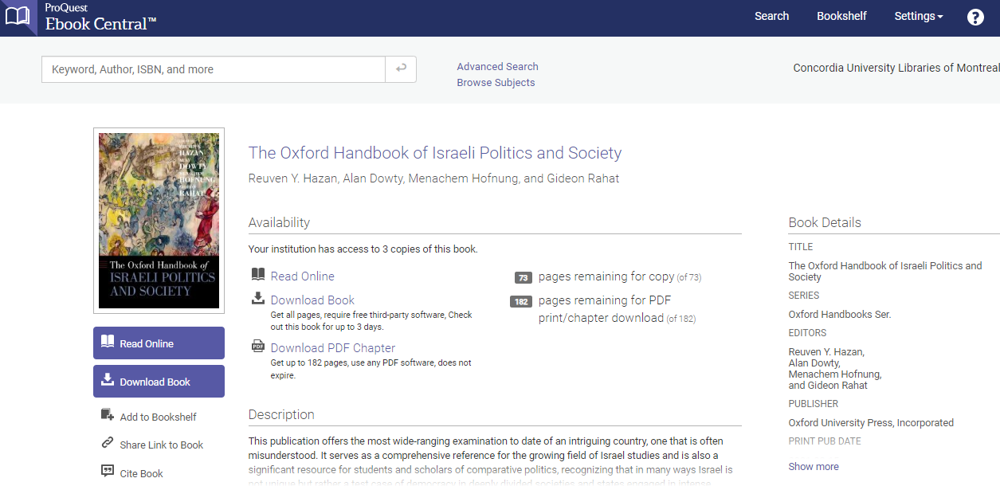 ProQuest
Ebook Central™
Search
Bookshelf
Settings
?
Keyword, Author, ISBN, and more
Advanced Search
Browse Subjects
Concordia University Libraries of Montreal
HAZAN
DOWTY
HOFNUNG
RAHAT
The Oxford Handbook of
ISRAELI POLITICS
AND SOCIETY
Read Online
Download Book
Add to Bookshelf
Share Link to Book
Cite Book
The Oxford Handbook of Israeli Politics and Society
Reuven Y. Hazan, Alan Dowty, Menachem Hofnung, and Gideon Rahat
Availability
Your institution has access to 3 copies of this book.
Read Online
Download Book
Get all pages, require free third-party software, Check
out this book for up to 3 days.
PDF
Download PDF Chapter
Get up to 182 pages, use any PDF software, does not
expire.
73 pages remaining for copy (of 73)
182 pages remaining for PDF
print/chapter download (of 182)
Description
This publication offers the most wide-ranging examination to date of an intriguing country, one that is often
misunderstood. It serves as a comprehensive reference for the growing field of Israel studies and is also a
significant resource for students and scholars of comparative politics, recognizing that in many ways Israel is
not unique but rather a test case of democracy in deeply divided societies and states engaged in intense
Book Details
TITLE
The Oxford Handbook of Israeli Politics and
Society
SERIES
Oxford Handbooks Ser.
EDITORS
Reuven Y. Hazan,
Alan Dowty,
Menachem Hofnung,
and Gideon Rahat
PUBLISHER
Oxford University Press, Incorporated
PRINT PUB DATE
Show more